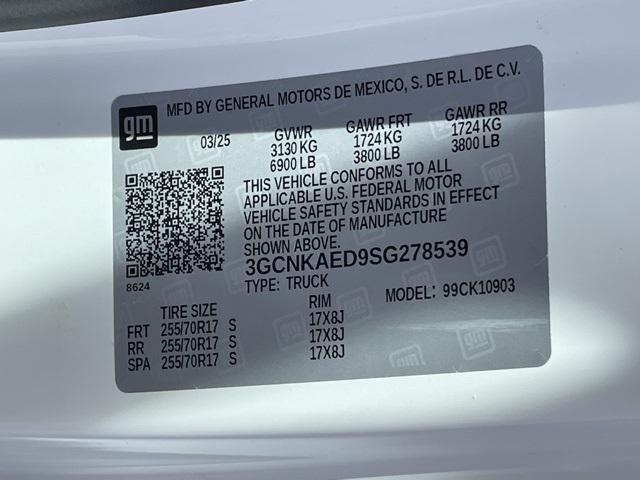 gm
MFD BY GENERAL MOTORS DE MEXICO, S. DE R.L. DE C.V.
03/25 GVWR GAWR FRT GAWR RR
3130 KG 1724 KG 1724 KG
6900 LB 3800 LB 3800 LB
THIS VEHICLE CONFORMS TO ALL
APPLICABLE U.S. FEDERAL MOTOR
VEHICLE SAFETY STANDARDS IN EFFECT
ON THE DATE OF MANUFACTURE
SHOWN ABOVE.
3GCNKAED9SG278539
8624
TYPE: TRUCK
MODEL: 99CK10903
TIRE SIZE RIM
FRT 255/70R17 S 17X8J
RR 255/70R17 S 17X8J
SPA 255/70R17 S 17X8J